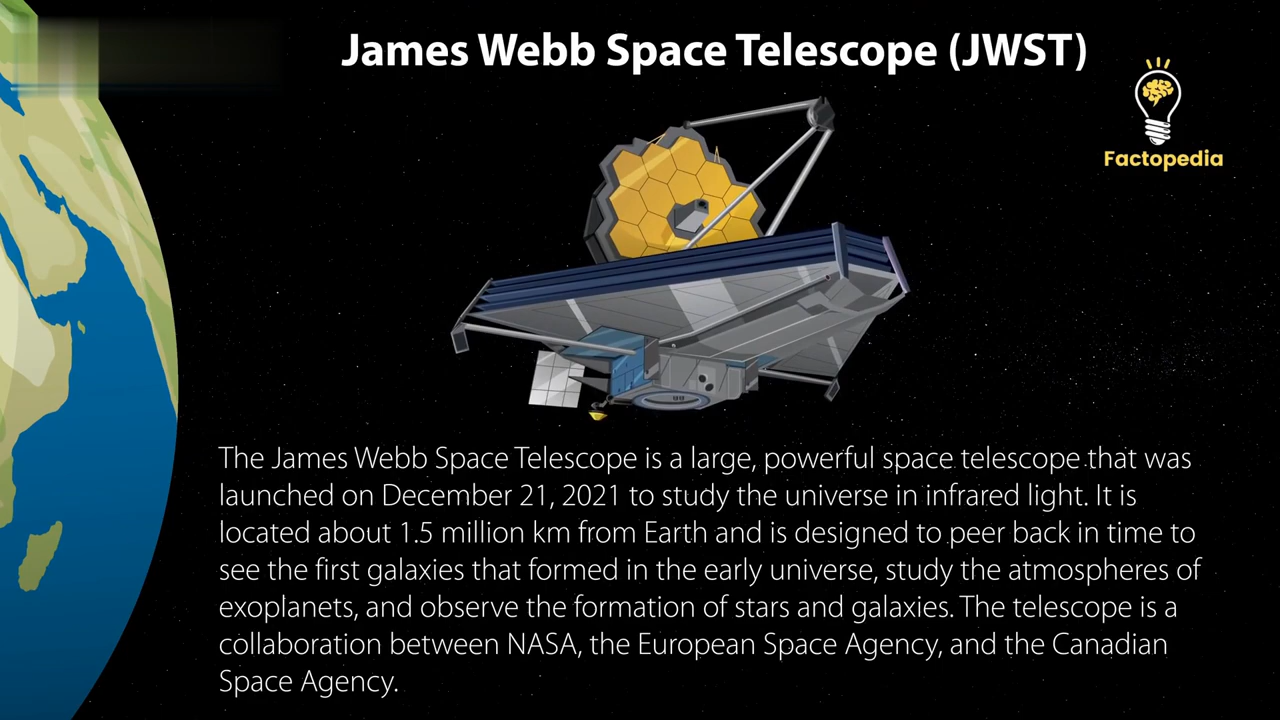 James Webb Space Telescope (JWST)
Factopedia
The James Webb Space Telescope is a large, powerful space telescope that was
launched on December 21, 2021 to study the universe in infrared light. It is
located about 1.5 million km from Earth and is designed to peer back in time to
see the first galaxies that formed in the early universe, study the atmospheres of
exoplanets, and observe the formation of stars and galaxies. The telescope is a
collaboration between NASA, the European Space Agency, and the Canadian
Space Agency.